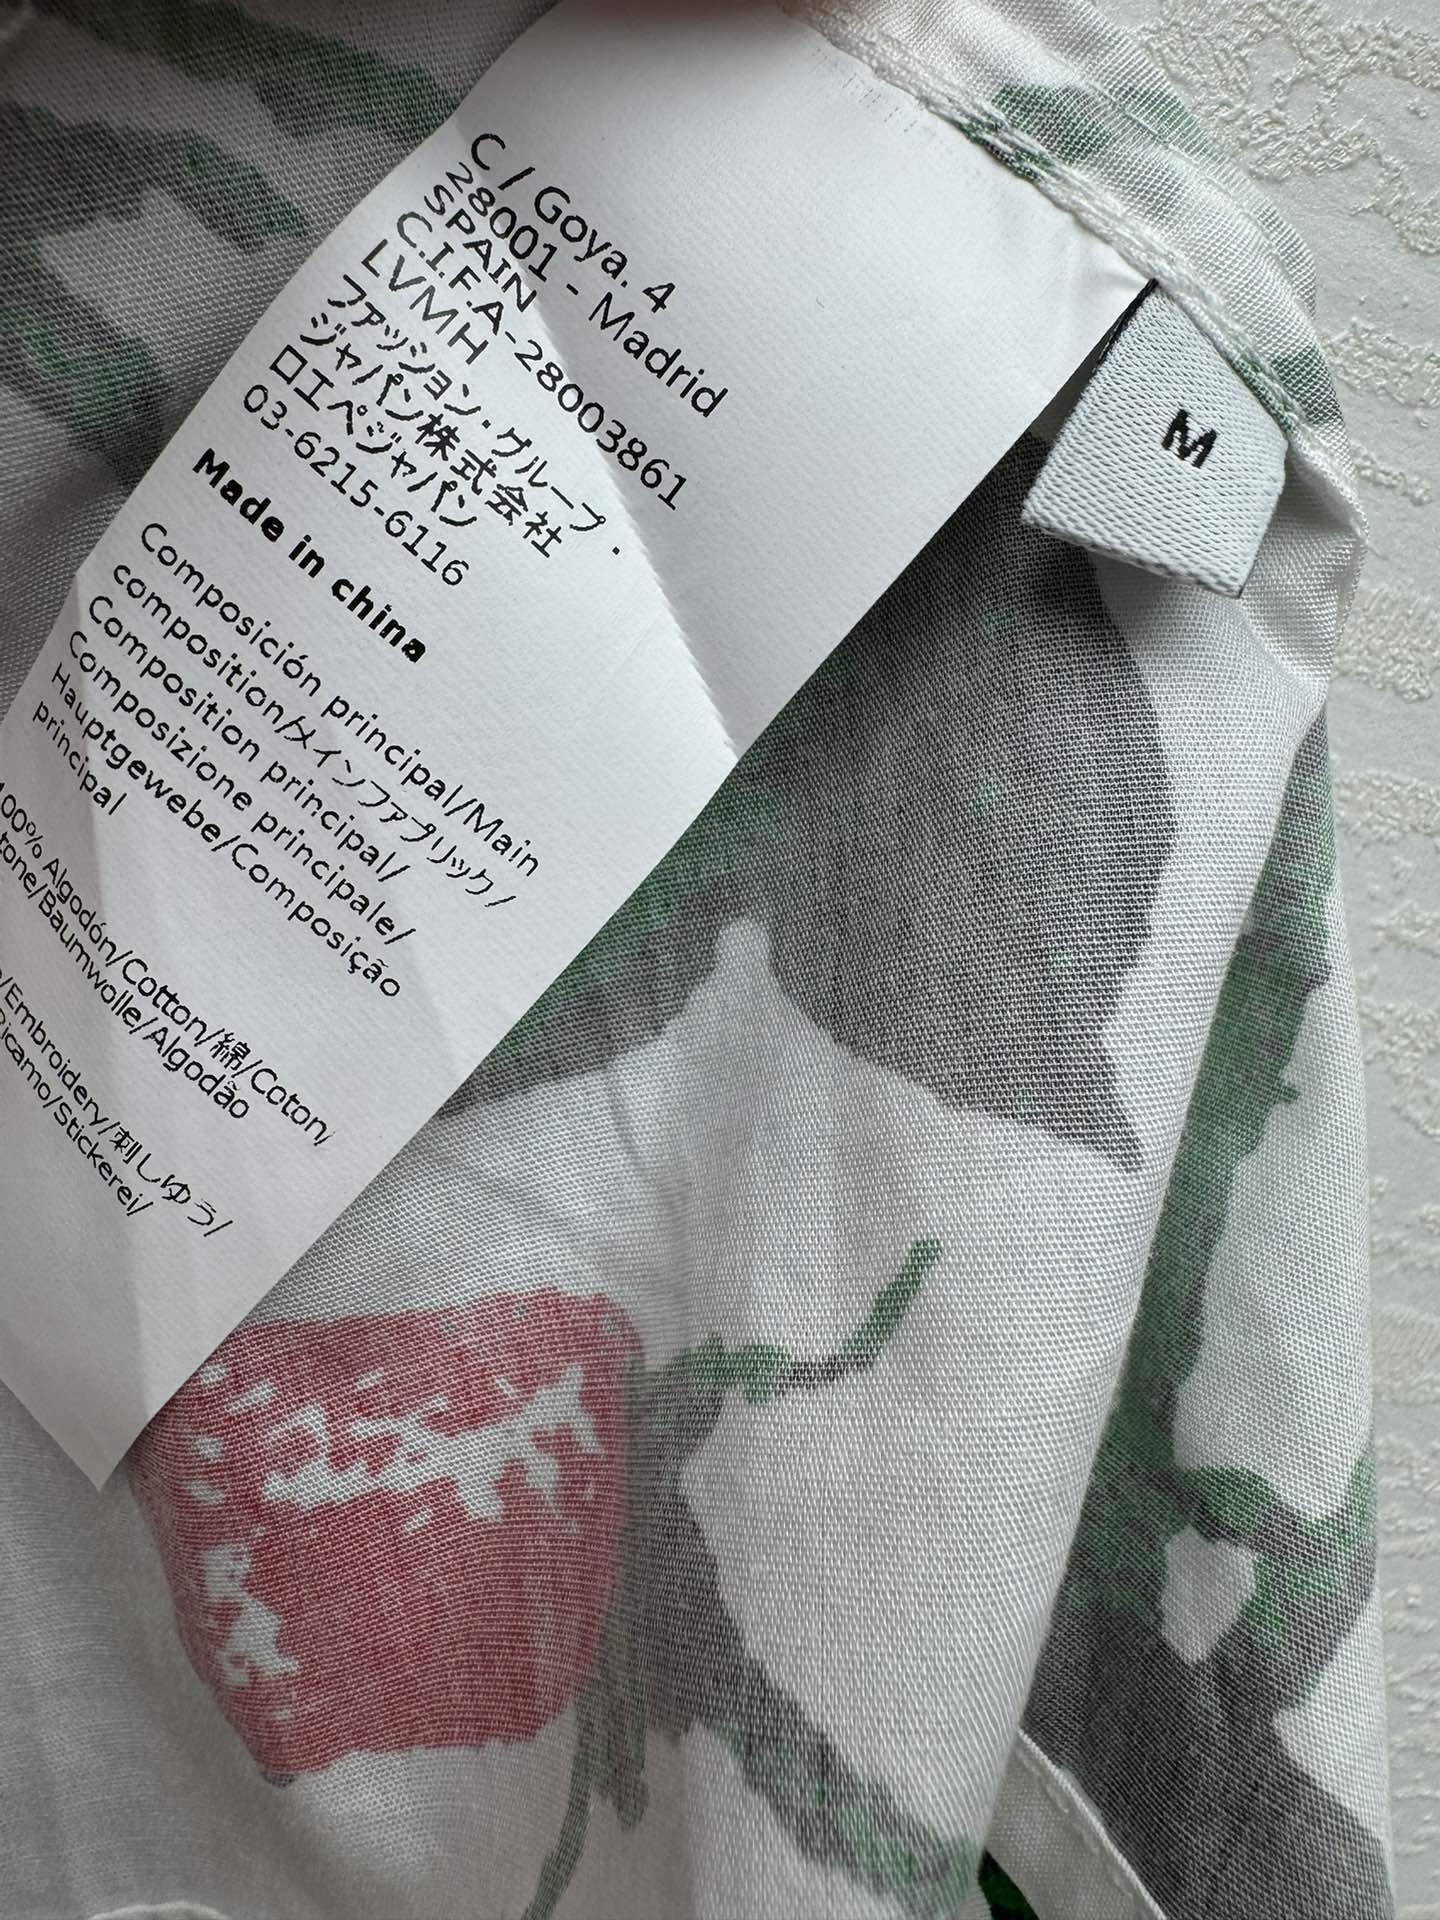 C / Goya. 4
28001 - Madrid
SPAIN
C.I.F.A-28003861
LVMH
ファッション・グループ・
ジャパン株式会社
ロエベジャパン
03-6215-6116
Made in china
Composición principal/Main
composition/メインファブリック/
Composition principal/
Composizione principale/
Hauptgewebe/Composição
principal
100% Algodón/Cotton/綿/Coton/
tone/Baumwolle/Algodão
/Embroidery/刺しゆう/
Ricamo/Stickerei/
M